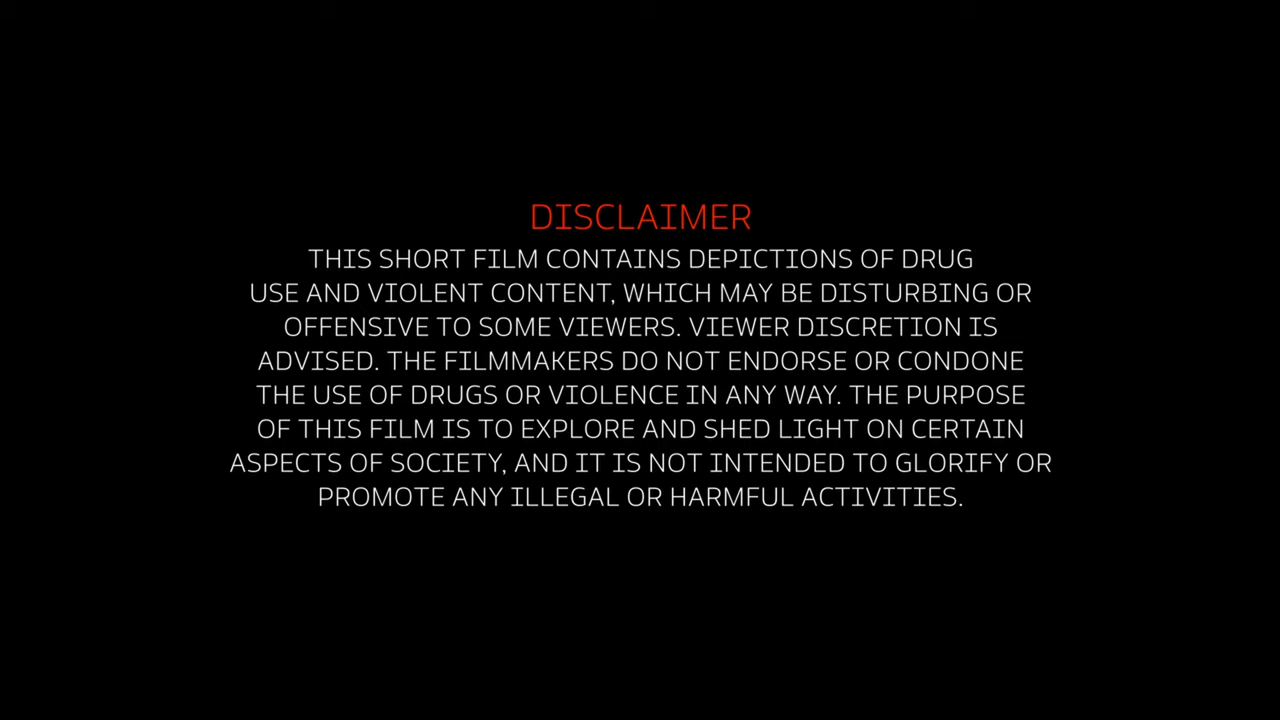 DISCLAIMER
THIS SHORT FILM CONTAINS DEPICTIONS OF DRUG
USE AND VIOLENT CONTENT, WHICH MAY BE DISTURBING OR
OFFENSIVE TO SOME VIEWERS. VIEWER DISCRETION IS
ADVISED. THE FILMMAKERS DO NOT ENDORSE OR CONDONE
THE USE OF DRUGS OR VIOLENCE IN ANY WAY. THE PURPOSE
OF THIS FILM IS TO EXPLORE AND SHED LIGHT ON CERTAIN
ASPECTS OF SOCIETY, AND IT IS NOT INTENDED TO GLORIFY OR
PROMOTE ANY ILLEGAL OR HARMFUL ACTIVITIES.